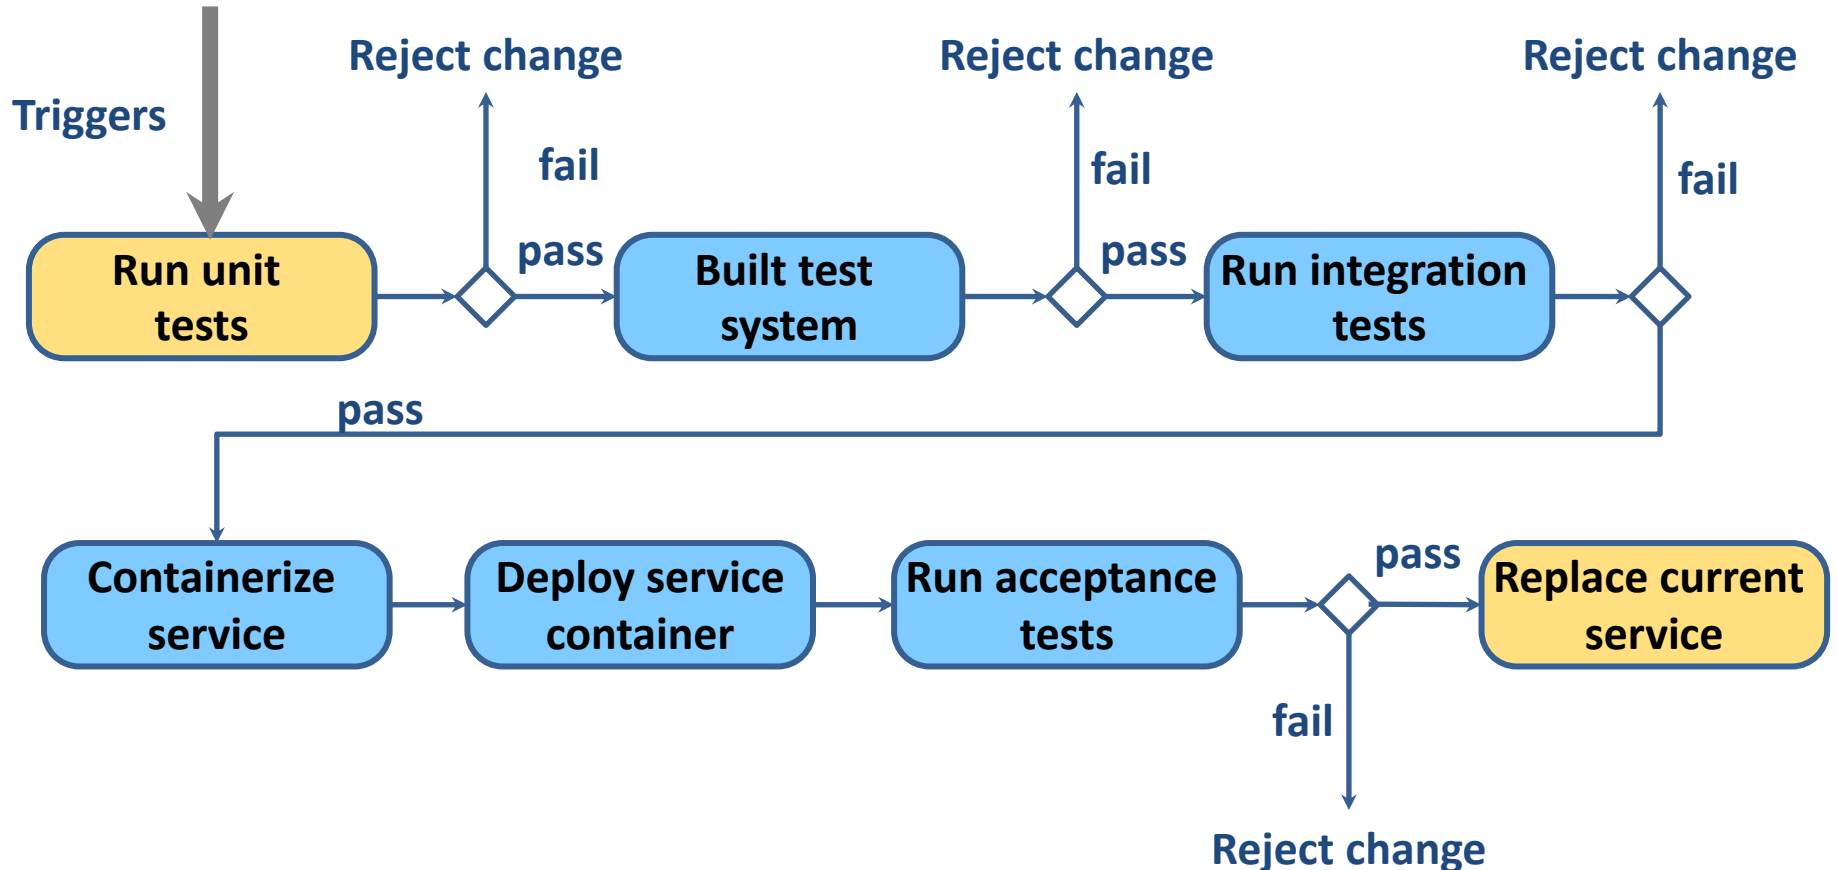 Reject change
Reject change
Reject change
Triggers
fail
fail
fail
pass
pass
Run unit
tests
Built test
system
Run integration
tests
pass
Containerize
service
Deploy service
container
Run acceptance
tests
pass
Replace current
service
fail
Reject change